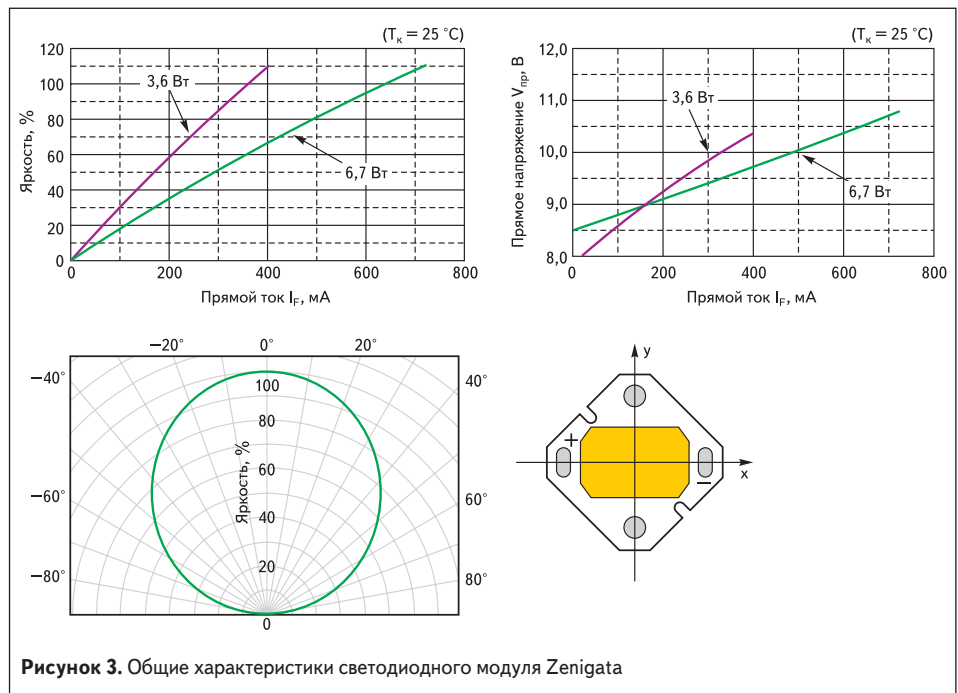 (Tк = 25 °C)
Яркость, %
120
100
80
60
40
20
0
3,6 Вт
6,7 Вт
0 200 400 600 800
Прямой ток IF, мА
(Tк = 25 °C)
Прямое напряжение Vпр, В
12,0
11,0
10,0
9,0
8,0
3,6 Вт
6,7 Вт
0 200 400 600 800
Прямой ток IF, мА
−20° 0° 20°
−40° 40°
−60° 60°
−80° 80°
Яркость, %
100
80
60
40
20
0
y
x
+
−
Рисунок 3. Общие характеристики светодиодного модуля Zenigata